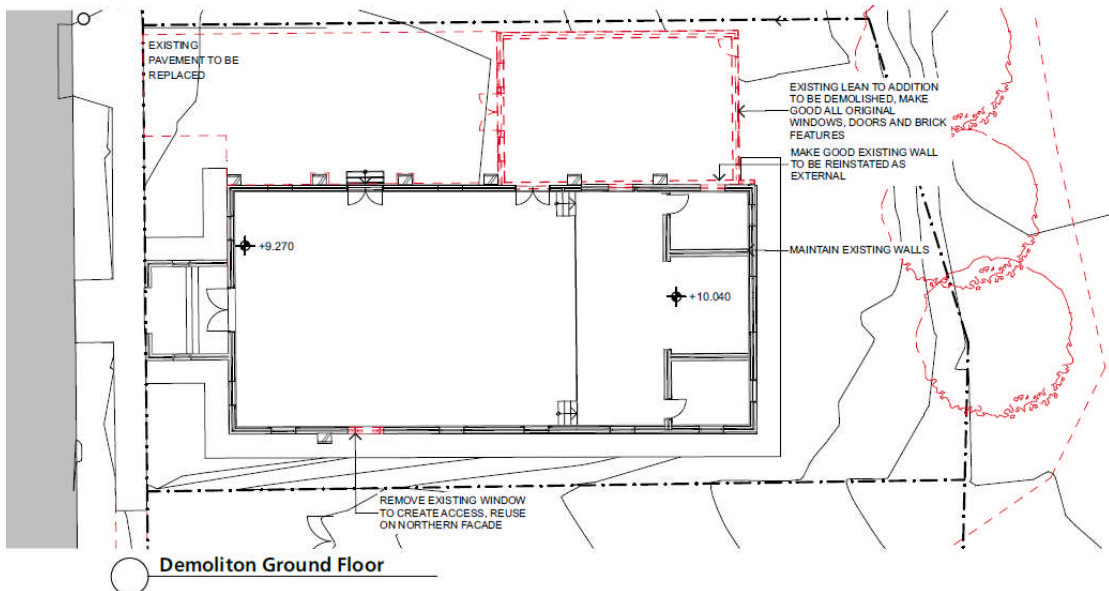 EXISTING
PAVEMENT TO BE
REPLACED
EXISTING LEAN TO ADDITION
TO BE DEMOLISHED, MAKE
GOOD ALL ORIGINAL
WINDOWS, DOORS AND BRICK
FEATURES
MAKE GOOD EXISTING WALL
TO BE REINSTATED AS
EXTERNAL
+9.270
MAINTAIN EXISTING WALLS
+10.040
REMOVE EXISTING WINDOW
TO CREATE ACCESS, REUSE
ON NORTHERN FACADE
Demoliton Ground Floor